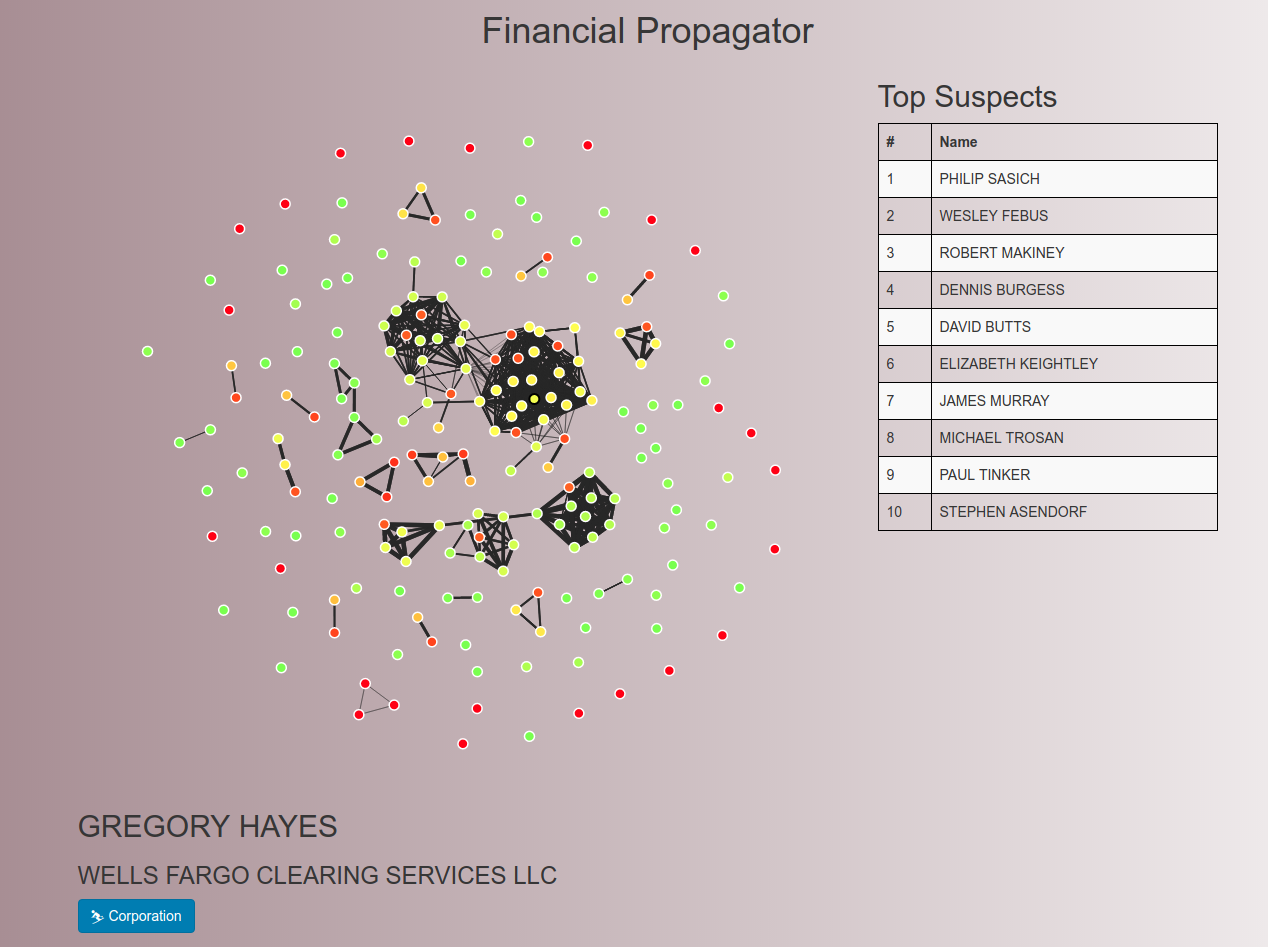 Financial Propagator
Top Suspects
# Name
1 PHILIP SASICH
2 WESLEY FEBUS
3 ROBERT MAKINEY
4 DENNIS BURGESS
5 DAVID BUTTS
6 ELIZABETH KEIGHTLEY
7 JAMES MURRAY
8 MICHAEL TROSAN
9 PAUL TINKER
10 STEPHEN ASENDORF
GREGORY HAYES
WELLS FARGO CLEARING SERVICES LLC
Corporation